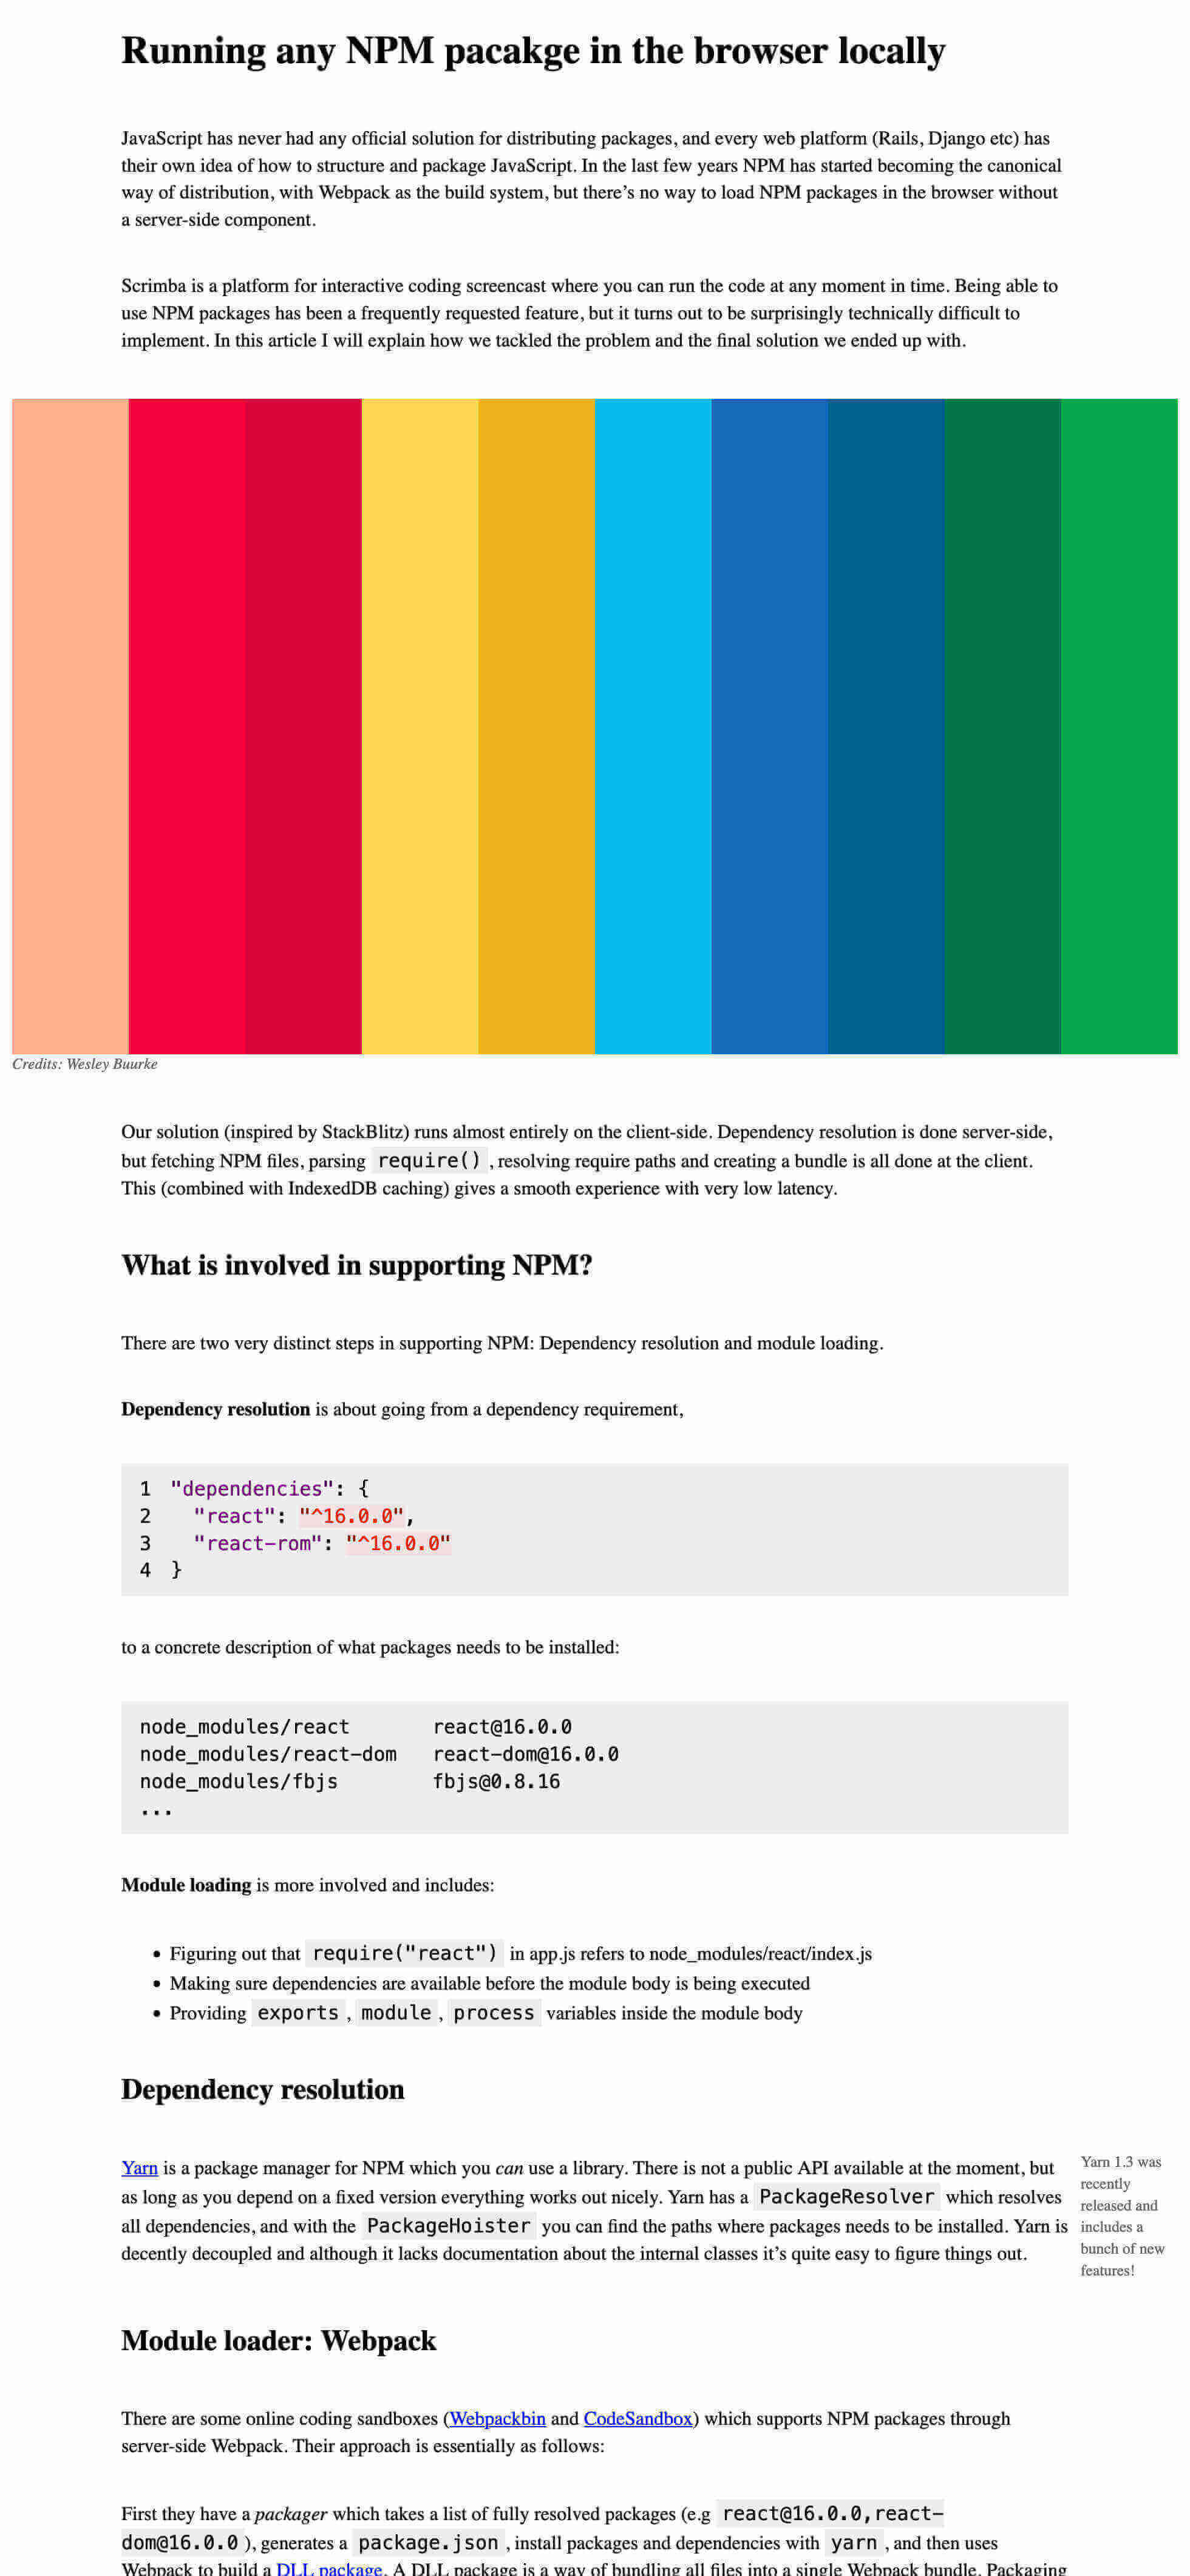 Running any NPM pacakge in the browser locally
JavaScript has never had any official solution for distributing packages, and every web platform (Rails, Django etc) has
their own idea of how to structure and package JavaScript. In the last few years NPM has started becoming the canonical
way of distribution, with Webpack as the build system, but there’s no way to load NPM packages in the browser without
a server-side component.
Scrimba is a platform for interactive coding screencast where you can run the code at any moment in time. Being able to
use NPM packages has been a frequently requested feature, but it turns out to be surprisingly technically difficult to
implement. In this article I will explain how we tackled the problem and the final solution we ended up with.
Credits: Wesley Buurke
Our solution (inspired by StackBlitz) runs almost entirely on the client-side. Dependency resolution is done server-side,
but fetching NPM files, parsing require() , resolving require paths and creating a bundle is all done at the client.
This (combined with IndexedDB caching) gives a smooth experience with very low latency.
What is involved in supporting NPM?
There are two very distinct steps in supporting NPM: Dependency resolution and module loading.
Dependency resolution is about going from a dependency requirement,
1 "dependencies": {
2   "react": "^16.0.0",
3   "react-rom": "^16.0.0"
4 }
to a concrete description of what packages needs to be installed:
node_modules/react       react@16.0.0
node_modules/react-dom   react-dom@16.0.0
node_modules/fbjs        fbjs@0.8.16
...
Module loading is more involved and includes:
• Figuring out that require("react") in app.js refers to node_modules/react/index.js
• Making sure dependencies are available before the module body is being executed
• Providing exports , module , process variables inside the module body
Dependency resolution
Yarn is a package manager for NPM which you can use a library. There is not a public API available at the moment, but
as long as you depend on a fixed version everything works out nicely. Yarn has a PackageResolver which resolves
all dependencies, and with the PackageHoister you can find the paths where packages needs to be installed. Yarn is
decently decoupled and although it lacks documentation about the internal classes it’s quite easy to figure things out.
Yarn 1.3 was
recently
released and
includes a
bunch of new
features!
Module loader: Webpack
There are some online coding sandboxes (Webpackbin and CodeSandbox) which supports NPM packages through
server-side Webpack. Their approach is essentially as follows:
First they have a packager which takes a list of fully resolved packages (e.g react@16.0.0,react-
dom@16.0.0 ), generates a package.json , install packages and dependencies with yarn , and then uses
Webpack to build a DLL package. A DLL package is a way of bundling all files into a single Webpack bundle. Packaging